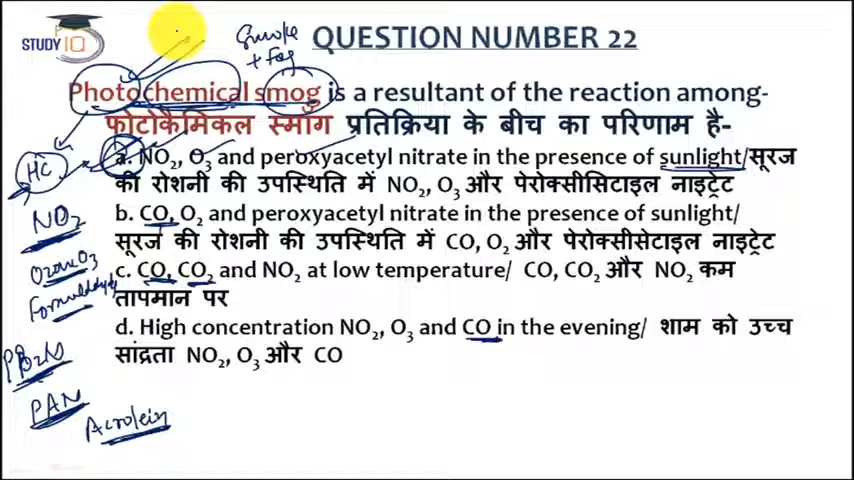 STUDY IQ
QUESTION NUMBER 22
Smoke
+ Fog
Photochemical smog is a resultant of the reaction among-
फोटोकैमिकल स्मॉग प्रतिक्रिया के बीच का परिणाम है-
a. NO₂, O₃ and peroxyacetyl nitrate in the presence of sunlight/सूरज
की रोशनी की उपस्थिति में NO₂, O₃ और पेरोक्सीसिटाइल नाइट्रेट
b. CO, O₂ and peroxyacetyl nitrate in the presence of sunlight/
सूरज की रोशनी की उपस्थिति में CO, O₂ और पेरोक्सीसेटाइल नाइट्रेट
c. CO, CO₂ and NO₂ at low temperature/ CO, CO₂ और NO₂ कम
तापमान पर
d. High concentration NO₂, O₃ and CO in the evening/ शाम को उच्च
सांद्रता NO₂, O₃ और CO
HC
NO₂
Ozone O₃
PAN
Acrolein